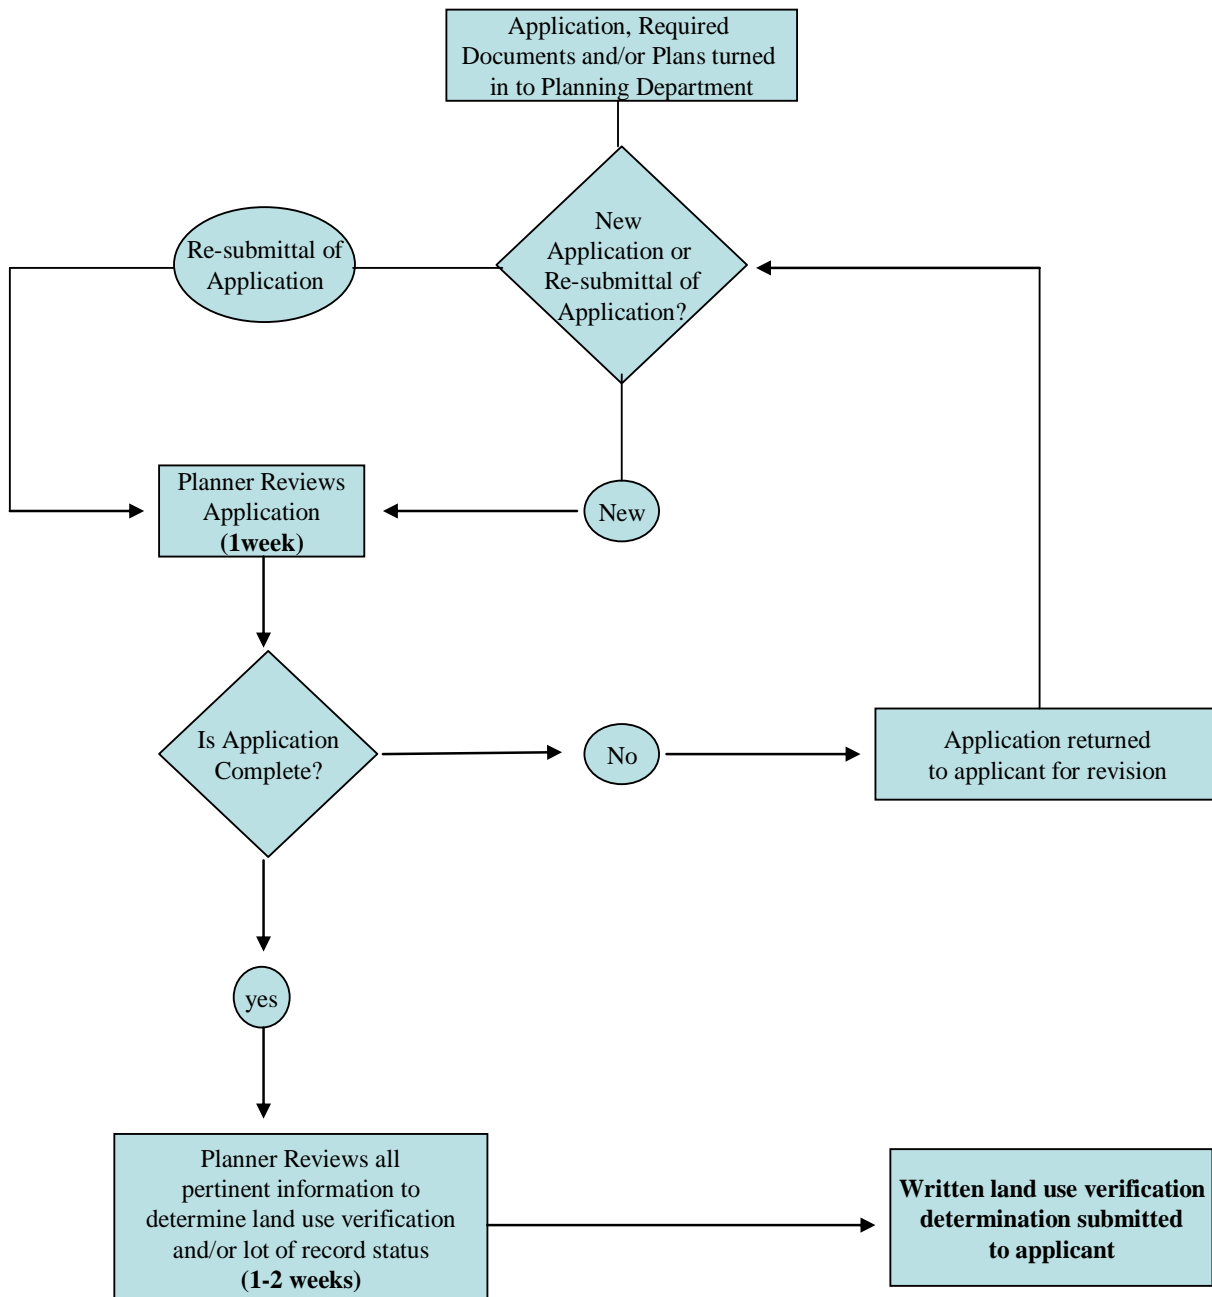 Application, Required
Documents and/or Plans turned
in to Planning Department
New
Application or
Re-submittal of
Application?
Re-submittal of
Application
Planner Reviews
Application
(1week)
New
Is Application
Complete?
No
Application returned
to applicant for revision
yes
Planner Reviews all
pertinent information to
determine land use verification
and/or lot of record status
(1-2 weeks)
Written land use verification
determination submitted
to applicant